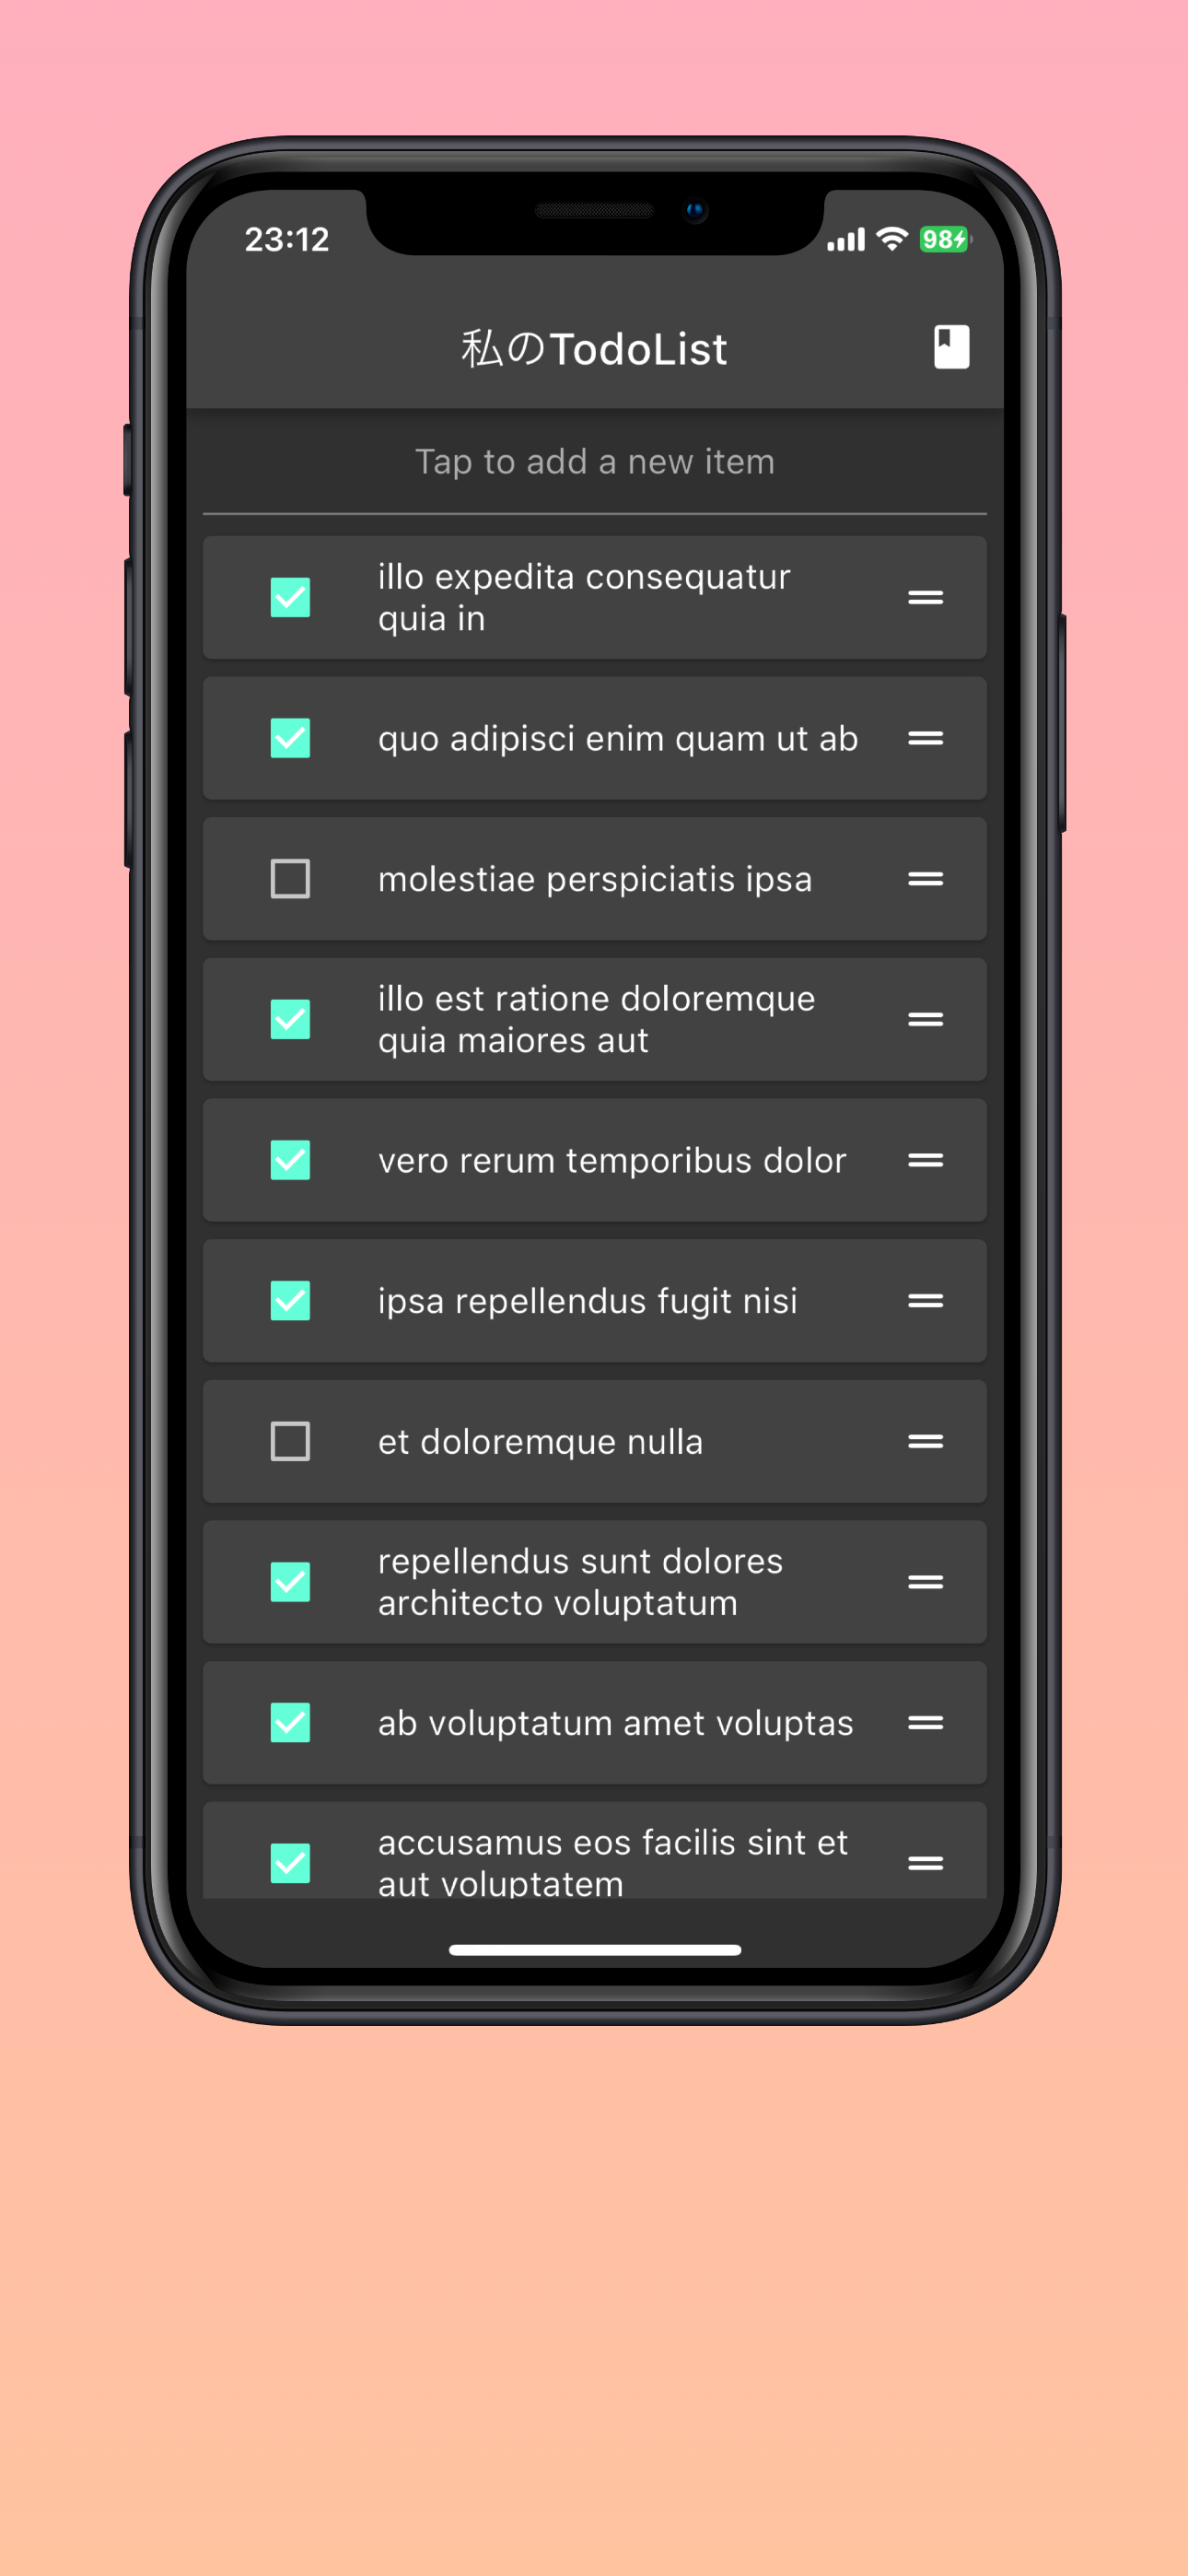 23:12
98
私のTodoList
Tap to add a new item
illo expedita consequatur
quia in
quo adipisci enim quam ut ab
molestiae perspiciatis ipsa
illo est ratione doloremque
quia maiores aut
vero rerum temporibus dolor
ipsa repellendus fugit nisi
et doloremque nulla
repellendus sunt dolores
architecto voluptatum
ab voluptatum amet voluptas
accusamus eos facilis sint et
aut voluptatem